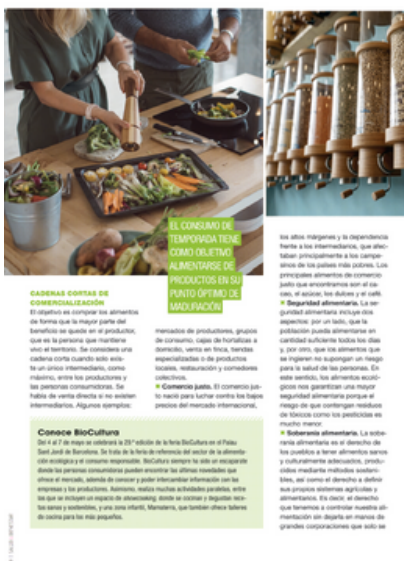 EL CONSUMO DE
TEMPORADA TIENE
COMO OBJETIVO
ALIMENTARSE DE
PRODUCTOS EN SU
PUNTO ÓPTIMO DE
MADURACIÓN
CADENAS CORTAS DE
COMERCIALIZACIÓN
El objetivo es comprar los alimentos
de forma que la mayor parte del
beneficio se quede en el productor,
que es la persona que mantiene
vivo el territorio. Se considera una
cadena corta cuando solo exis-
te un único intermediario, como
máximo, entre los productores y
las personas consumidoras. Se
habla de venta directa si no existen
intermediarios. Algunos ejemplos:
mercados de productores, grupos
de consumo, cajas de hortalizas a
domicilio, venta en finca, tiendas
especializadas o de productos
locales, restauración y comedores
colectivos.
Comercio justo. El comercio jus-
to nació para luchar contra los bajos
precios del mercado internacional,
los altos márgenes y la dependencia
frente a los intermediarios, que afec-
taban principalmente a los campe-
sinos de los países más pobres. Los
principales alimentos de comercio
justo que encontramos son el ca-
cao, el azúcar, los dulces y el café.
Seguridad alimentaria. La se-
guridad alimentaria incluye dos
aspectos: por un lado, que la
población pueda alimentarse en
cantidad suficiente todos los días
y, por otro, que los alimentos que
se ingieren no supongan un riesgo
para la salud de las personas. En
este sentido, los alimentos ecoló-
gicos nos garantizan una mayor
seguridad alimentaria porque el
riesgo de que contengan residuos
de tóxicos como los pesticidas es
mucho menor.
Soberanía alimentaria. La sobe-
ranía alimentaria es el derecho de
los pueblos a tener alimentos sanos
y culturalmente adecuados, produ-
cidos mediante métodos sosteni-
bles, así como el derecho a definir
sus propios sistemas agrícolas y
alimentarios. Es decir, el derecho
que tenemos a controlar nuestra ali-
mentación sin dejarla en manos de
grandes corporaciones que solo se
Conoce BioCultura
Del 4 al 7 de mayo se celebrará la 29ª edición de la feria BioCultura en el Palau
Sant Jordi de Barcelona. Se trata de la feria de referencia del sector de la alimenta-
ción ecológica y el consumo responsable. BioCultura siempre ha sido un escaparate
donde las personas consumidoras pueden encontrar las últimas novedades que
ofrece el mercado, además de conocer y poder intercambiar información con las
empresas y los productores. Asimismo, realiza muchas actividades paralelas, entre
las que se incluyen un espacio de showcooking, donde se cocinan y degustan rece-
tas sanas y sostenibles, y una zona infantil, Mamaterra, que también ofrece talleres
de cocina para los más pequeños.